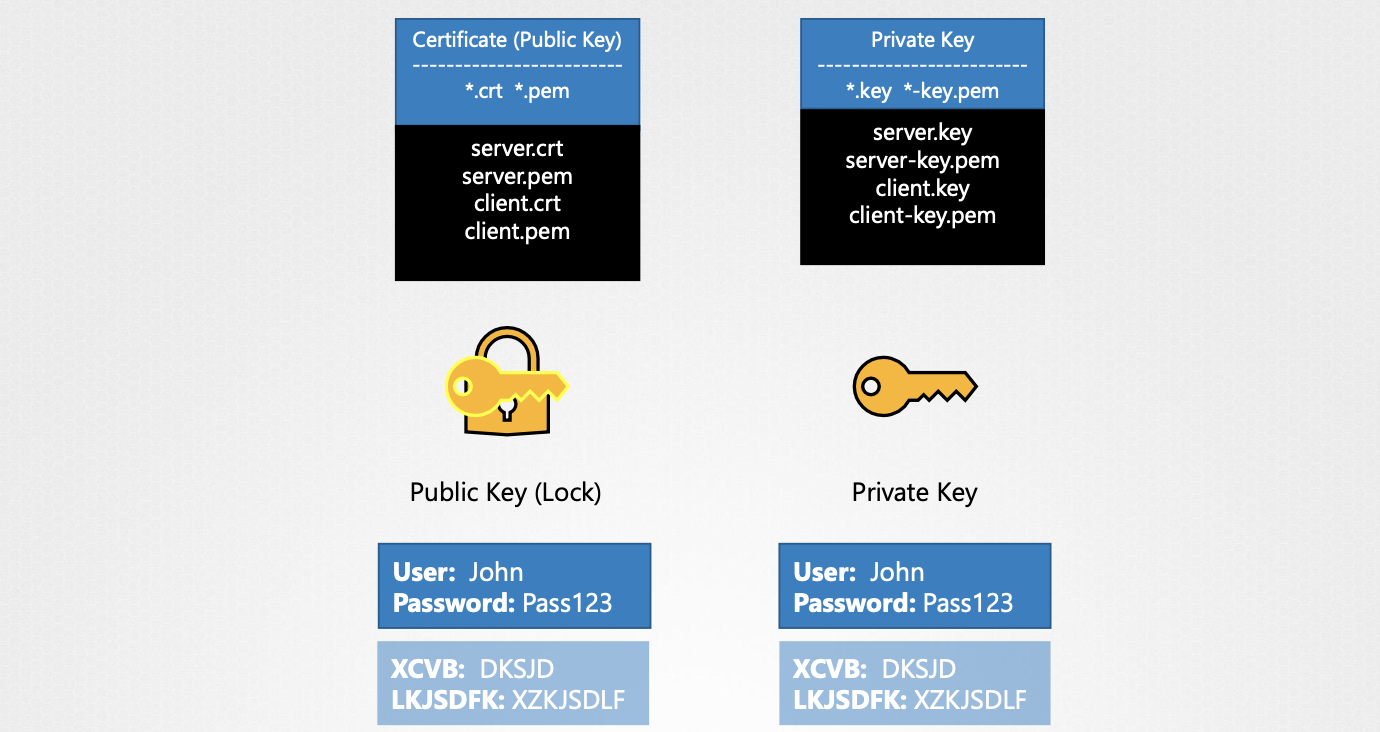 Certificate (Public Key)
------------------------
*.crt *.pem
server.crt
server.pem
client.crt
client.pem
Private Key
------------------------
*.key *-key.pem
server.key
server-key.pem
client.key
client-key.pem
Public Key (Lock)
Private Key
User: John
Password: Pass123
XCVB: DKSJD
LKJSDFK: XZKJSDLF
User: John
Password: Pass123
XCVB: DKSJD
LKJSDFK: XZKJSDLF